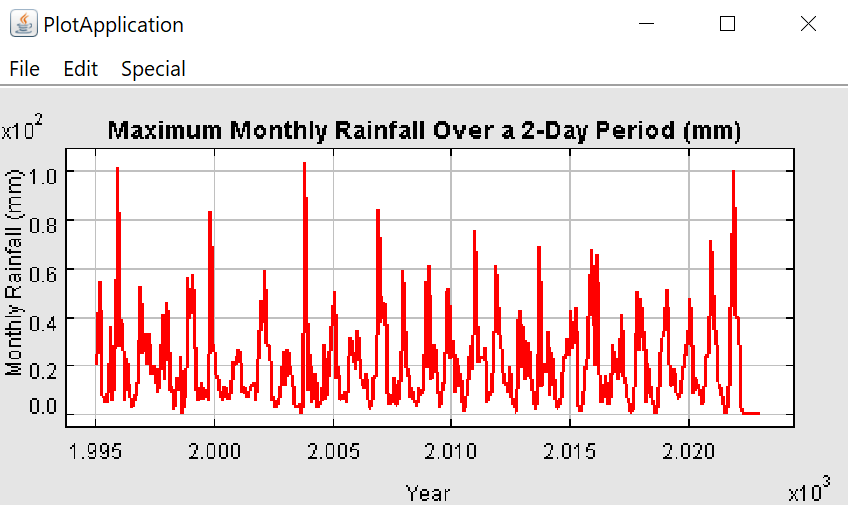 PlotApplication
File Edit Special
x10^2
Maximum Monthly Rainfall Over a 2-Day Period (mm)
Monthly Rainfall (mm)
1.0
0.8
0.6
0.4
0.2
0.0
1.995 2.000 2.005 2.010 2.015 2.020
Year
x10^3